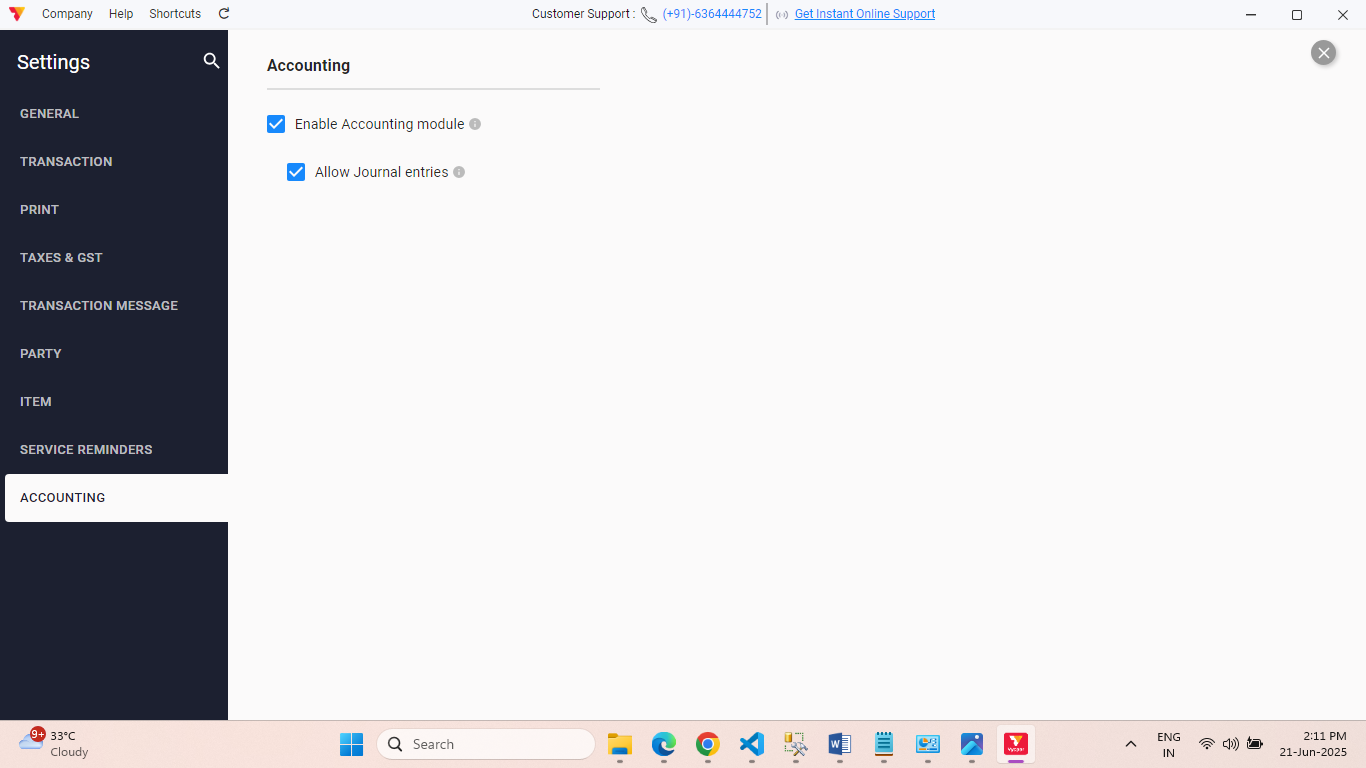 Company Help Shortcuts Customer Support : (+91)-6364444752 Get Instant Online Support
Settings
GENERAL
TRANSACTION
PRINT
TAXES & GST
TRANSACTION MESSAGE
PARTY
ITEM
SERVICE REMINDERS
ACCOUNTING
Accounting
Enable Accounting module
Allow Journal entries
9+
33°C
Cloudy
Search
Vyapar
ENG
IN
2:11 PM
21-Jun-2025